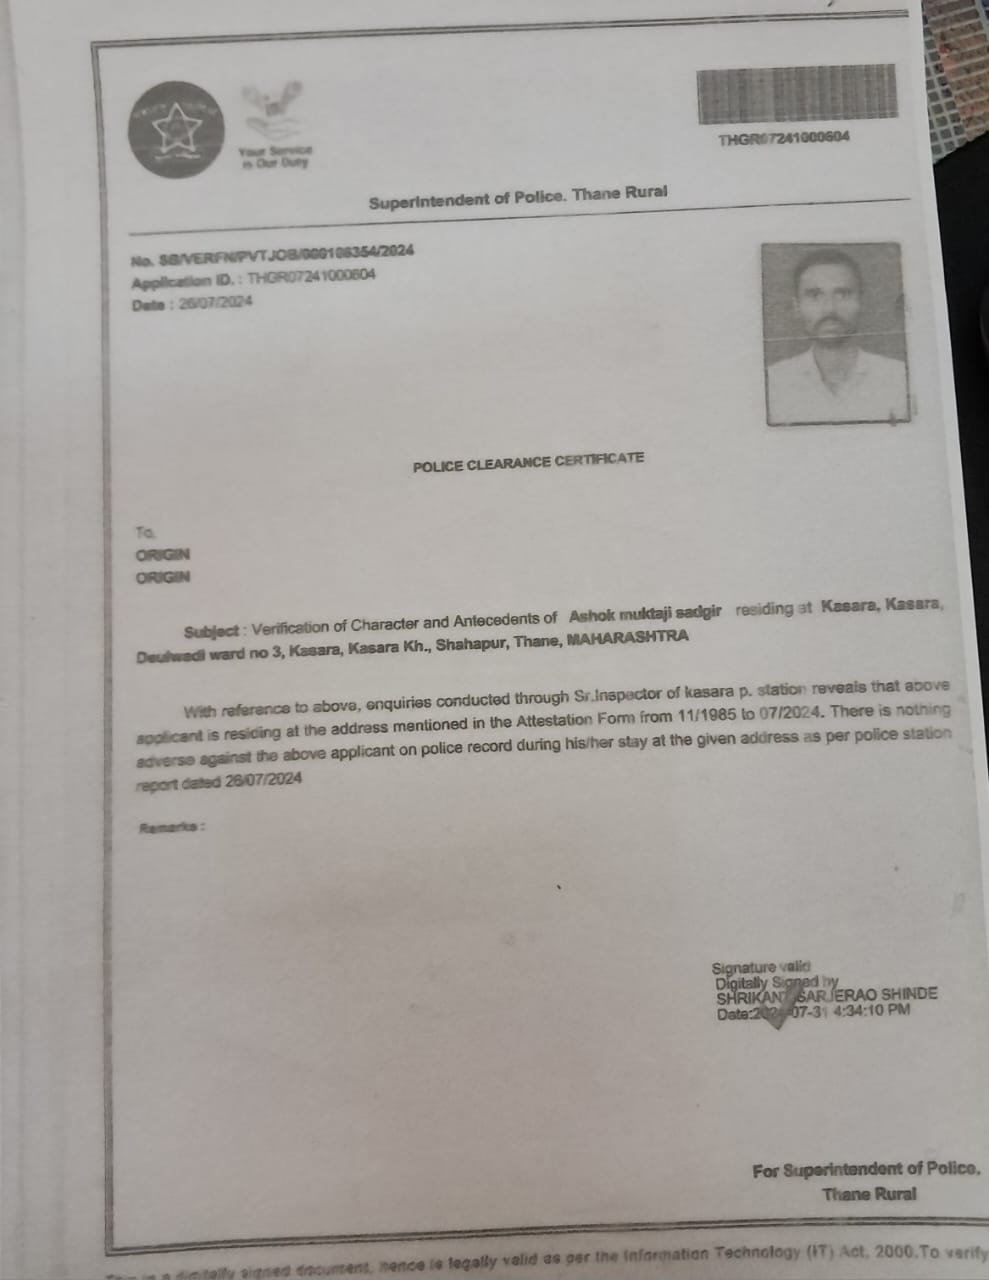 Your Service
is Our Duty
THGR07241000604
Superintendent of Police. Thane Rural
No. SB/VERFN/PVTJOB/000106354/2024
Application ID. : THGR07241000604
Date : 26/07/2024
POLICE CLEARANCE CERTIFICATE
To,
ORIGIN
ORIGIN
Subject : Verification of Character and Antecedents of Ashok muktaji sadgir residing at Kasara, Kasara,
Deulwadi ward no 3, Kasara, Kasara Kh., Shahapur, Thane, MAHARASHTRA
With reference to above, enquiries conducted through Sr.Inspector of kasara p. station reveals that above
applicant is residing at the address mentioned in the Attestation Form from 11/1985 to 07/2024. There is nothing
adverse against the above applicant on police record during his/her stay at the given address as per police station
report dated 26/07/2024
Remarks :
Signature valid
Digitally Signed by
SHRIKANT SARJERAO SHINDE
Date:2024-07-31 4:34:10 PM
For Superintendent of Police,
Thane Rural
This is a digitally signed document, hence is legally valid as per the Information Technology (IT) Act, 2000.To verify